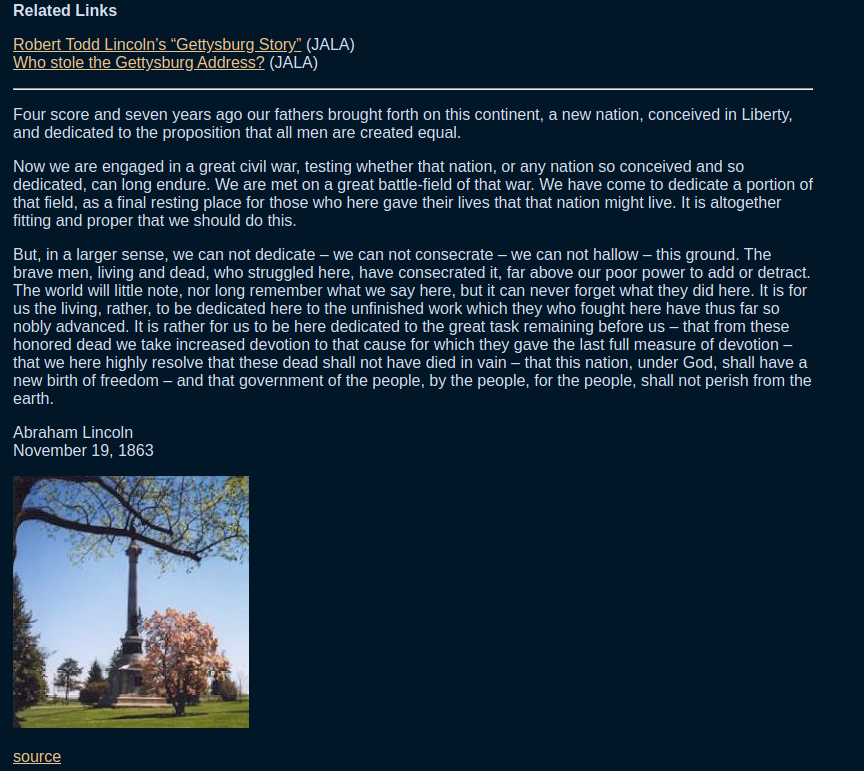 Related Links
Robert Todd Lincoln’s “Gettysburg Story” (JALA)
Who stole the Gettysburg Address? (JALA)
Four score and seven years ago our fathers brought forth on this continent, a new nation, conceived in Liberty,
and dedicated to the proposition that all men are created equal.
Now we are engaged in a great civil war, testing whether that nation, or any nation so conceived and so
dedicated, can long endure. We are met on a great battle-field of that war. We have come to dedicate a portion of
that field, as a final resting place for those who here gave their lives that that nation might live. It is altogether
fitting and proper that we should do this.
But, in a larger sense, we can not dedicate – we can not consecrate – we can not hallow – this ground. The
brave men, living and dead, who struggled here, have consecrated it, far above our poor power to add or detract.
The world will little note, nor long remember what we say here, but it can never forget what they did here. It is for
us the living, rather, to be dedicated here to the unfinished work which they who fought here have thus far so
nobly advanced. It is rather for us to be here dedicated to the great task remaining before us – that from these
honored dead we take increased devotion to that cause for which they gave the last full measure of devotion –
that we here highly resolve that these dead shall not have died in vain – that this nation, under God, shall have a
new birth of freedom – and that government of the people, by the people, for the people, shall not perish from the
earth.
Abraham Lincoln
November 19, 1863
source